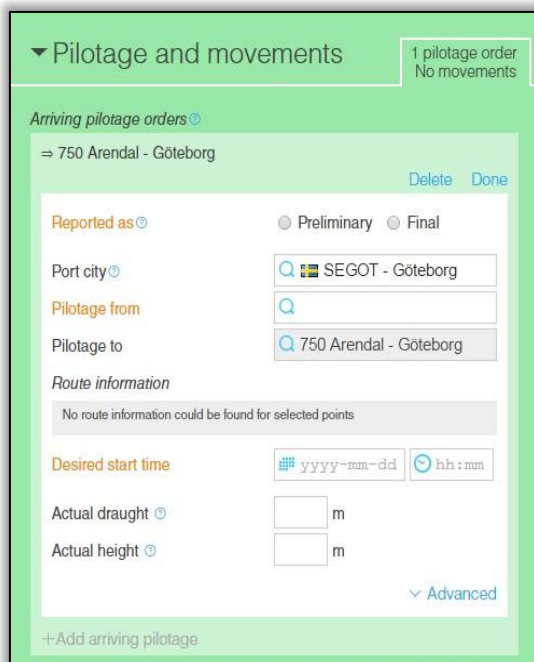 Pilotage and movements
1 pilotage order
No movements
Arriving pilotage orders
⇒ 750 Arendal - Göteborg
Delete Done
Reported as Preliminary Final
Port city SEGOT - Göteborg
Pilotage from
Pilotage to 750 Arendal - Göteborg
Route information
No route information could be found for selected points
Desired start time yyyy-mm-dd hh:mm
Actual draught m
Actual height m
Advanced
+Add arriving pilotage